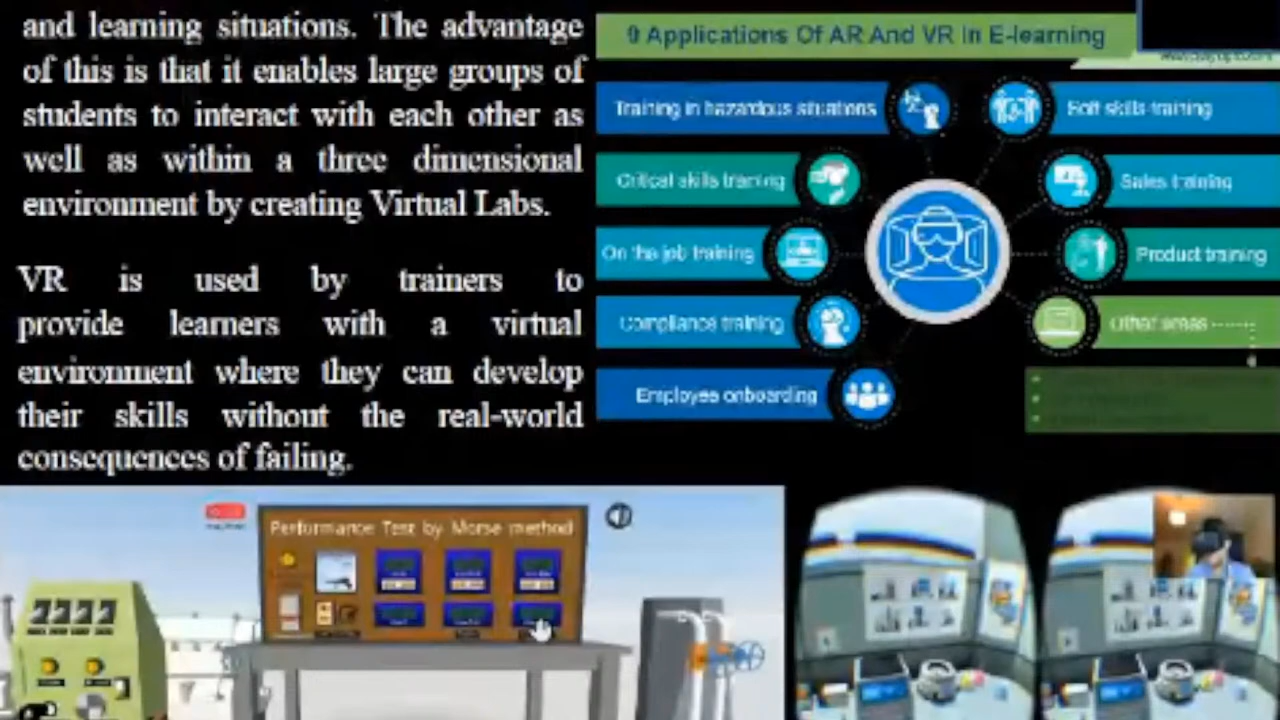 and learning situations. The advantage
of this is that it enables large groups of
students to interact with each other as
well as within a three dimensional
environment by creating Virtual Labs.
VR is used by trainers to
provide learners with a virtual
environment where they can develop
their skills without the real-world
consequences of failing.
9 Applications Of AR And VR In E-learning
Training in hazardous situations
Soft skills training
Critical skills training
Sales training
On the job training
Product training
Compliance training
Other areas
Employee onboarding
Performance Test by Morse method